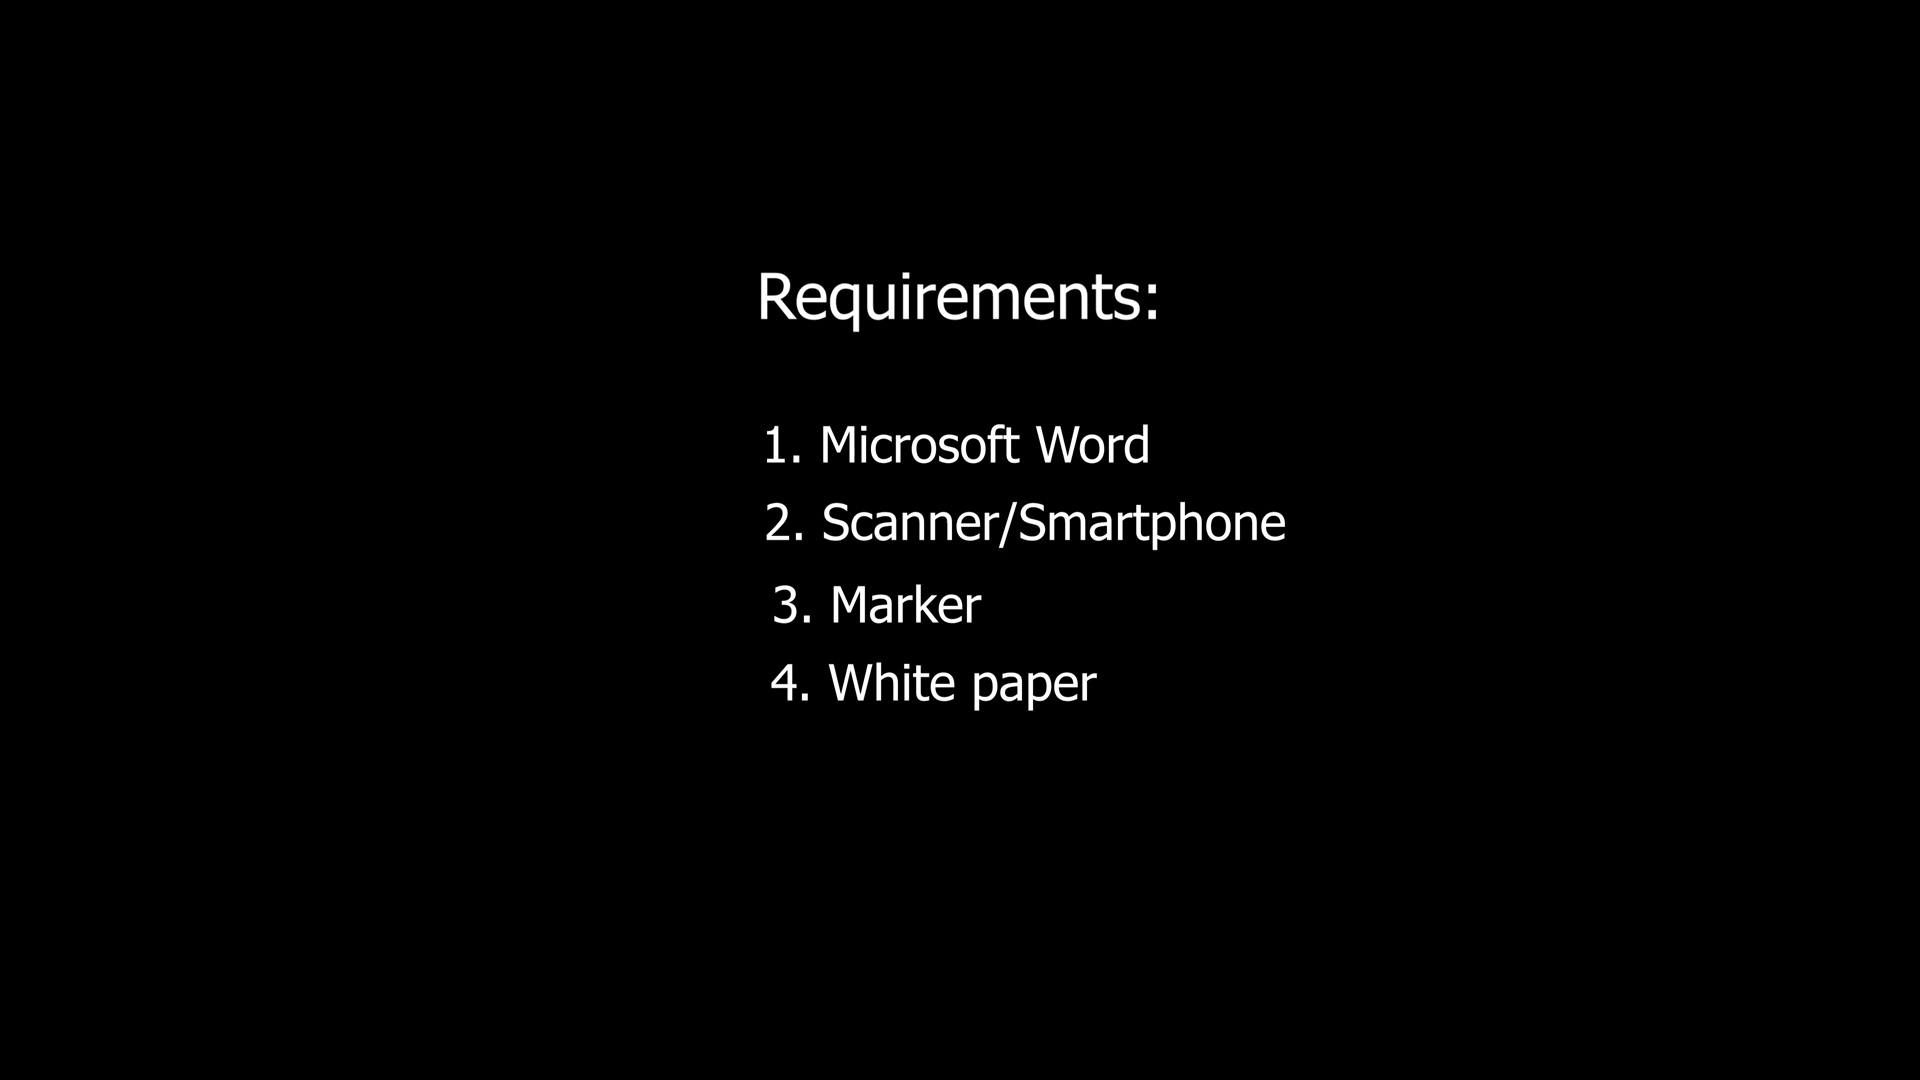 Requirements:
1. Microsoft Word
2. Scanner/Smartphone
3. Marker
4. White paper